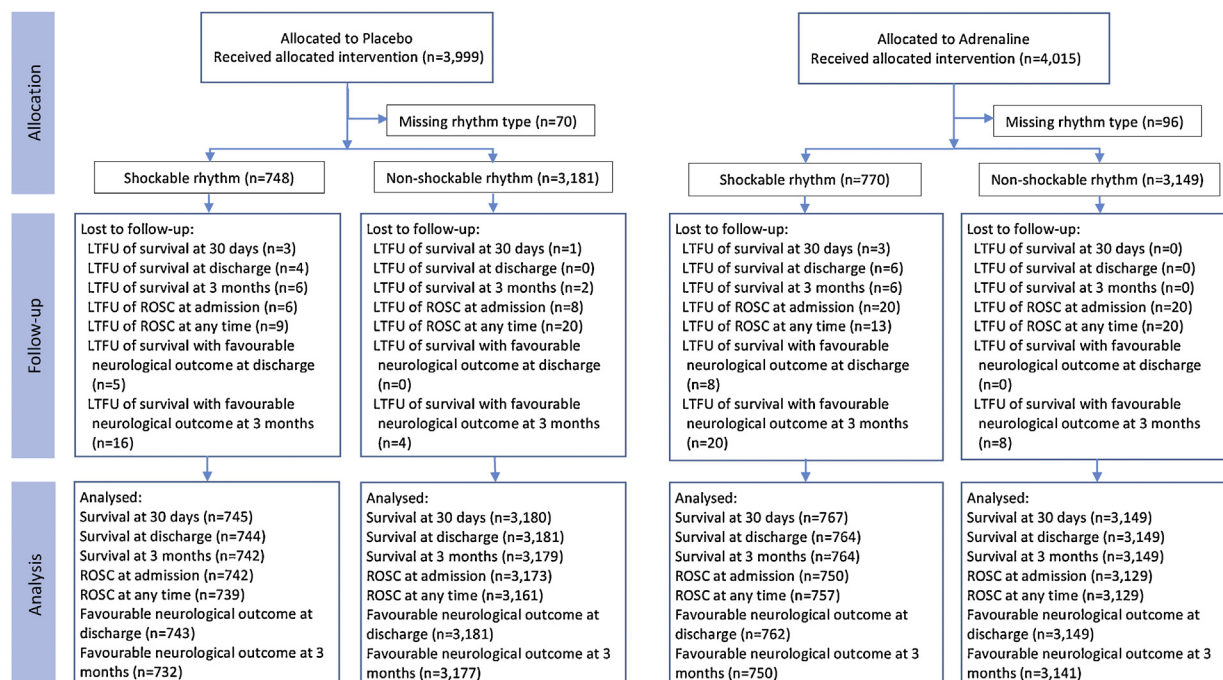 Allocation
Allocated to Placebo
Received allocated intervention (n=3,999)
Missing rhythm type (n=70)
Shockable rhythm (n=748)
Non-shockable rhythm (n=3,181)
Allocated to Adrenaline
Received allocated intervention (n=4,015)
Missing rhythm type (n=96)
Shockable rhythm (n=770)
Non-shockable rhythm (n=3,149)
Follow-up
Lost to follow-up:
LTFU of survival at 30 days (n=3)
LTFU of survival at discharge (n=4)
LTFU of survival at 3 months (n=6)
LTFU of ROSC at admission (n=6)
LTFU of ROSC at any time (n=9)
LTFU of survival with favourable
neurological outcome at discharge
(n=5)
LTFU of survival with favourable
neurological outcome at 3 months
(n=16)
Lost to follow-up:
LTFU of survival at 30 days (n=1)
LTFU of survival at discharge (n=0)
LTFU of survival at 3 months (n=2)
LTFU of ROSC at admission (n=8)
LTFU of ROSC at any time (n=20)
LTFU of survival with favourable
neurological outcome at discharge
(n=0)
LTFU of survival with favourable
neurological outcome at 3 months
(n=4)
Lost to follow-up:
LTFU of survival at 30 days (n=3)
LTFU of survival at discharge (n=6)
LTFU of survival at 3 months (n=6)
LTFU of ROSC at admission (n=20)
LTFU of ROSC at any time (n=13)
LTFU of survival with favourable
neurological outcome at discharge
(n=8)
LTFU of survival with favourable
neurological outcome at 3 months
(n=20)
Lost to follow-up:
LTFU of survival at 30 days (n=0)
LTFU of survival at discharge (n=0)
LTFU of survival at 3 months (n=0)
LTFU of ROSC at admission (n=20)
LTFU of ROSC at any time (n=20)
LTFU of survival with favourable
neurological outcome at discharge
(n=0)
LTFU of survival with favourable
neurological outcome at 3 months
(n=8)
Analysis
Analysed:
Survival at 30 days (n=745)
Survival at discharge (n=744)
Survival at 3 months (n=742)
ROSC at admission (n=742)
ROSC at any time (n=739)
Favourable neurological outcome at
discharge (n=743)
Favourable neurological outcome at 3
months (n=732)
Analysed:
Survival at 30 days (n=3,180)
Survival at discharge (n=3,181)
Survival at 3 months (n=3,179)
ROSC at admission (n=3,173)
ROSC at any time (n=3,161)
Favourable neurological outcome at
discharge (n=3,181)
Favourable neurological outcome at 3
months (n=3,177)
Analysed:
Survival at 30 days (n=767)
Survival at discharge (n=764)
Survival at 3 months (n=764)
ROSC at admission (n=750)
ROSC at any time (n=757)
Favourable neurological outcome at
discharge (n=762)
Favourable neurological outcome at 3
months (n=750)
Analysed:
Survival at 30 days (n=3,149)
Survival at discharge (n=3,149)
Survival at 3 months (n=3,149)
ROSC at admission (n=3,129)
ROSC at any time (n=3,129)
Favourable neurological outcome at
discharge (n=3,149)
Favourable neurological outcome at 3
months (n=3,141)